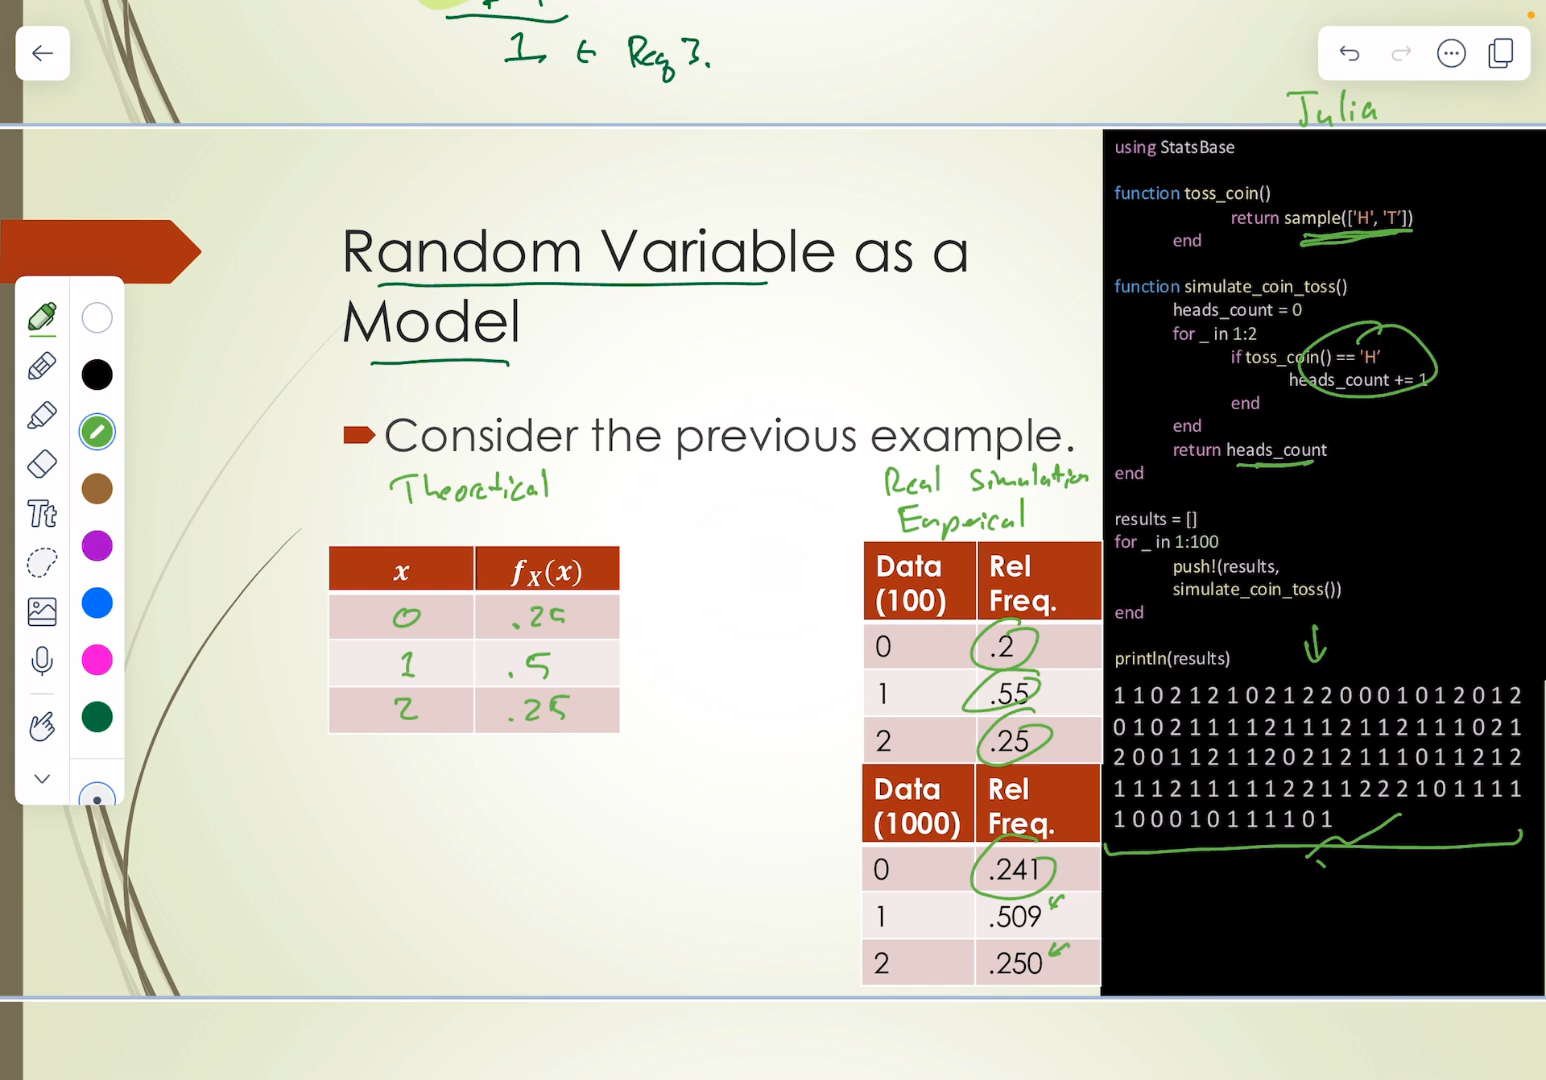 1 ← Req 3.
Julia
using StatsBase
function toss_coin()
return sample(['H', 'T'])
end
function simulate_coin_toss()
heads_count = 0
for _ in 1:2
if toss_coin() == 'H'
heads_count += 1
end
end
return heads_count
end
results = []
for _ in 1:100
push!(results,
simulate_coin_toss())
end
println(results)
1 1 0 2 1 2 1 0 2 1 2 2 0 0 0 1 0 1 2 0 1 2
0 1 0 2 1 1 1 1 2 1 1 1 2 1 1 2 1 1 1 0 2 1
2 0 0 1 1 2 1 1 2 0 2 1 2 1 1 1 0 1 1 2 1 2
1 1 1 2 1 1 1 1 1 2 2 1 1 2 2 2 1 0 1 1 1 1
1 0 0 0 1 0 1 1 1 1 0 1
Random Variable as a
Model
Consider the previous example.
Theoretical
x f_X(x)
0 .25
1 .5
2 .25
Real Simulation
Emperical
Data Rel
(100) Freq.
0 .2
1 .55
2 .25
Data Rel
(1000) Freq.
0 .241
1 .509
2 .250
Tt